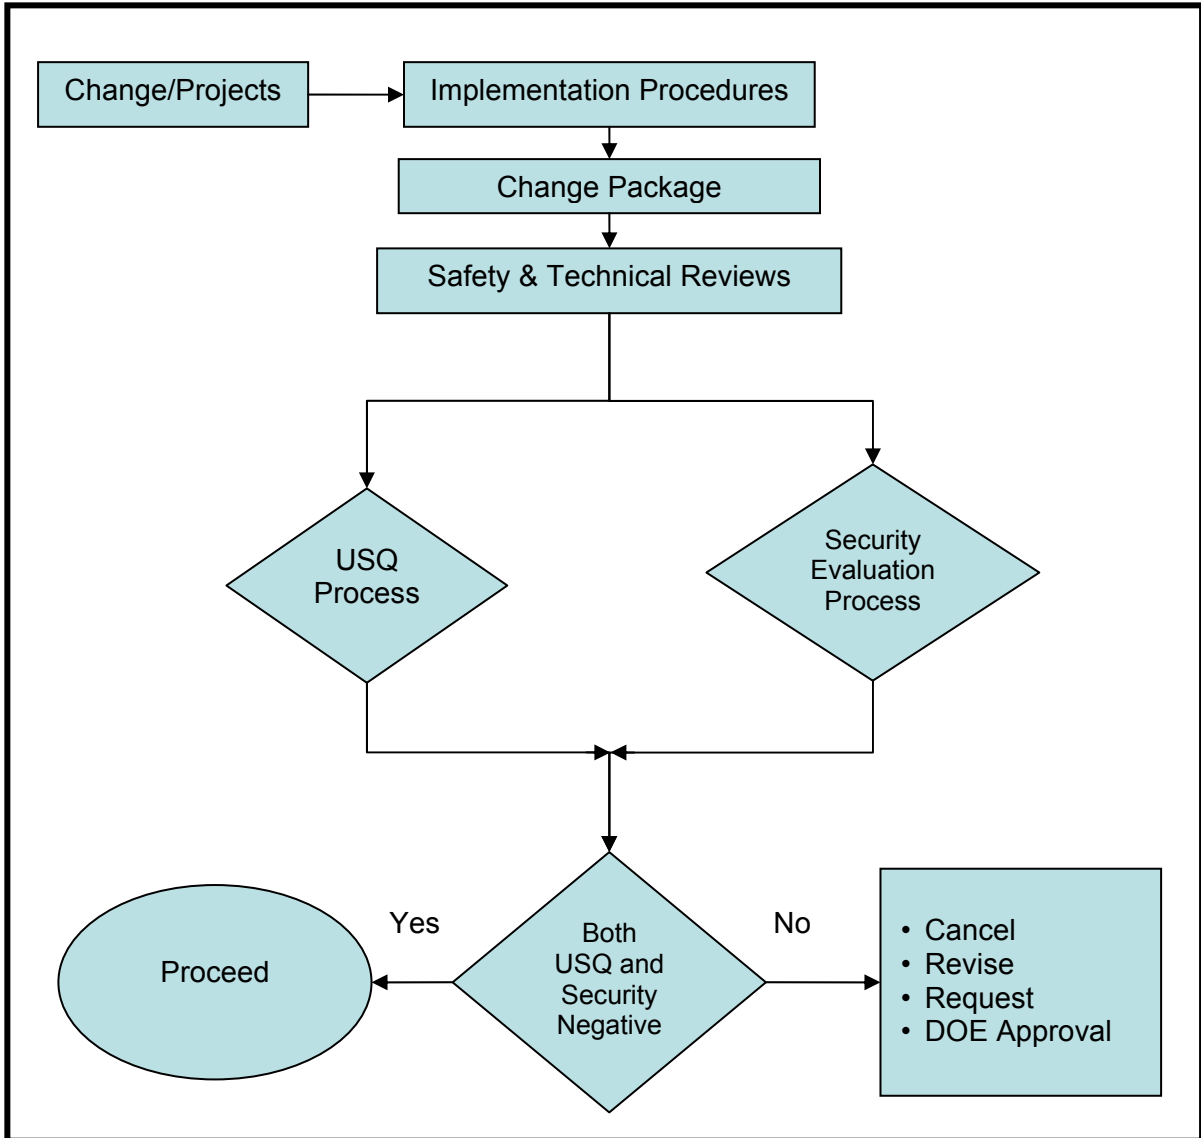 Change/Projects
Implementation Procedures
Change Package
Safety & Technical Reviews
USQ
Process
Security
Evaluation
Process
Yes
Both
USQ and
Security
Negative
No
Proceed
• Cancel
• Revise
• Request
• DOE Approval